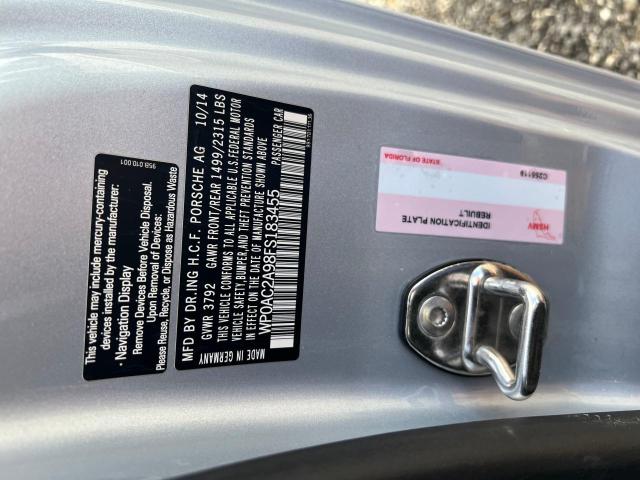 This vehicle may include mercury-containing
devices installed by the manufacturer:
· Navigation Display
Remove Devices Before Vehicle Disposal.
Upon Removal of Devices:
Please Reuse, Recycle, or Dispose as Hazardous Waste
95B.010.001
MFD BY DR.ING H.C.F. PORSCHE AG 10/14
MADE IN GERMANY
GVWR 3792 GAWR FRONT/REAR 1499/2315 LBS
VEHICLE CONFORMS TO ALL APPLICABLE U.S.FEDERAL MOTOR
VEHICLE SAFETY,BUMPER,AND THEFT PREVENTION STANDARDS
IN EFFECT ON THE DATE OF MANUFACTURE SHOWN ABOVE
WP0AC2A98FS183455 PASSENGER CAR
HSMV
IDENTIFICATION PLATE
REBUILT
STATE OF FLORIDA
C266119